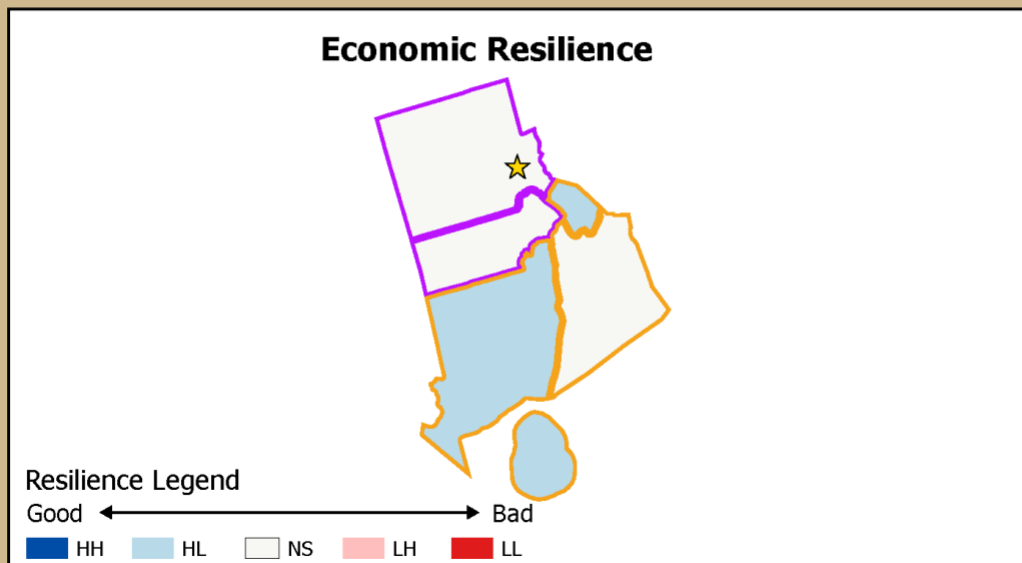 Economic Resilience
Resilience Legend
Good Bad
HH HL NS LH LL